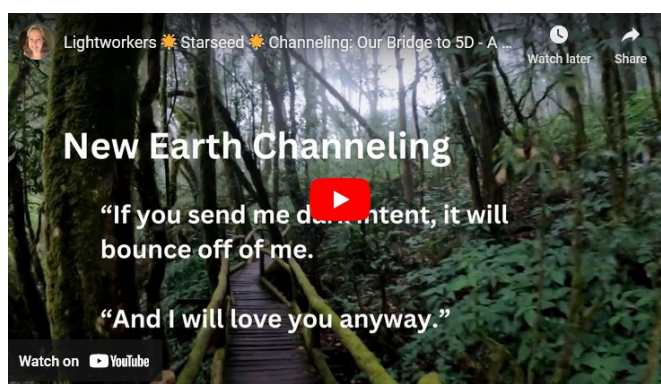 Lightworkers 🌟 Starseed 🌟 Channeling: Our Bridge to 5D - A ...
Watch later
Share
New Earth Channeling
“If you send me dark intent, it will
bounce off of me.
“And I will love you anyway.”
Watch on YouTube